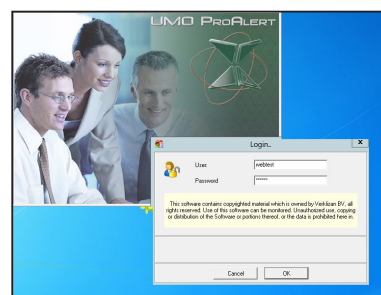 UMO PROALERT
Login..
x
User
webtest
Password
******
This software contains copyrighted material which is owned by Verklizan BV, all
rights reserved. Use of this software can be monitored. Unauthorized use, copying
or distribution of the Software or portions thereof, or the data is prohibited here in.
Cancel
OK